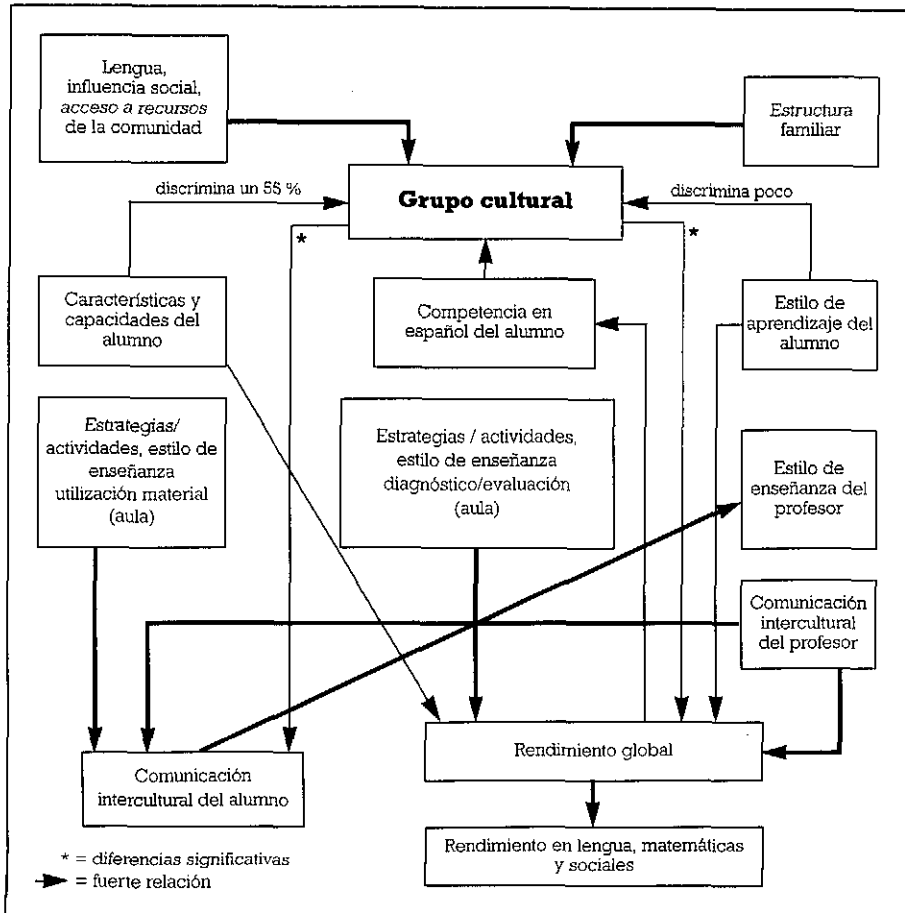 Lengua,
influencia social,
acceso a recursos
de la comunidad
Estructura
familiar
discrimina un 55 %
Grupo cultural
discrimina poco
*
*
Características y
capacidades del
alumno
Competencia en
español del alumno
Estilo de
aprendizaje del
alumno
Estrategias/
actividades, estilo de
enseñanza
utilización material
(aula)
Estrategias / actividades,
estilo de enseñanza
diagnóstico/evaluación
(aula)
Estilo de
enseñanza del
profesor
Comunicación
intercultural
del profesor
Comunicación
intercultural del alumno
Rendimiento global
Rendimiento en lengua, matemáticas
y sociales
* = diferencias significativas
= fuerte relación